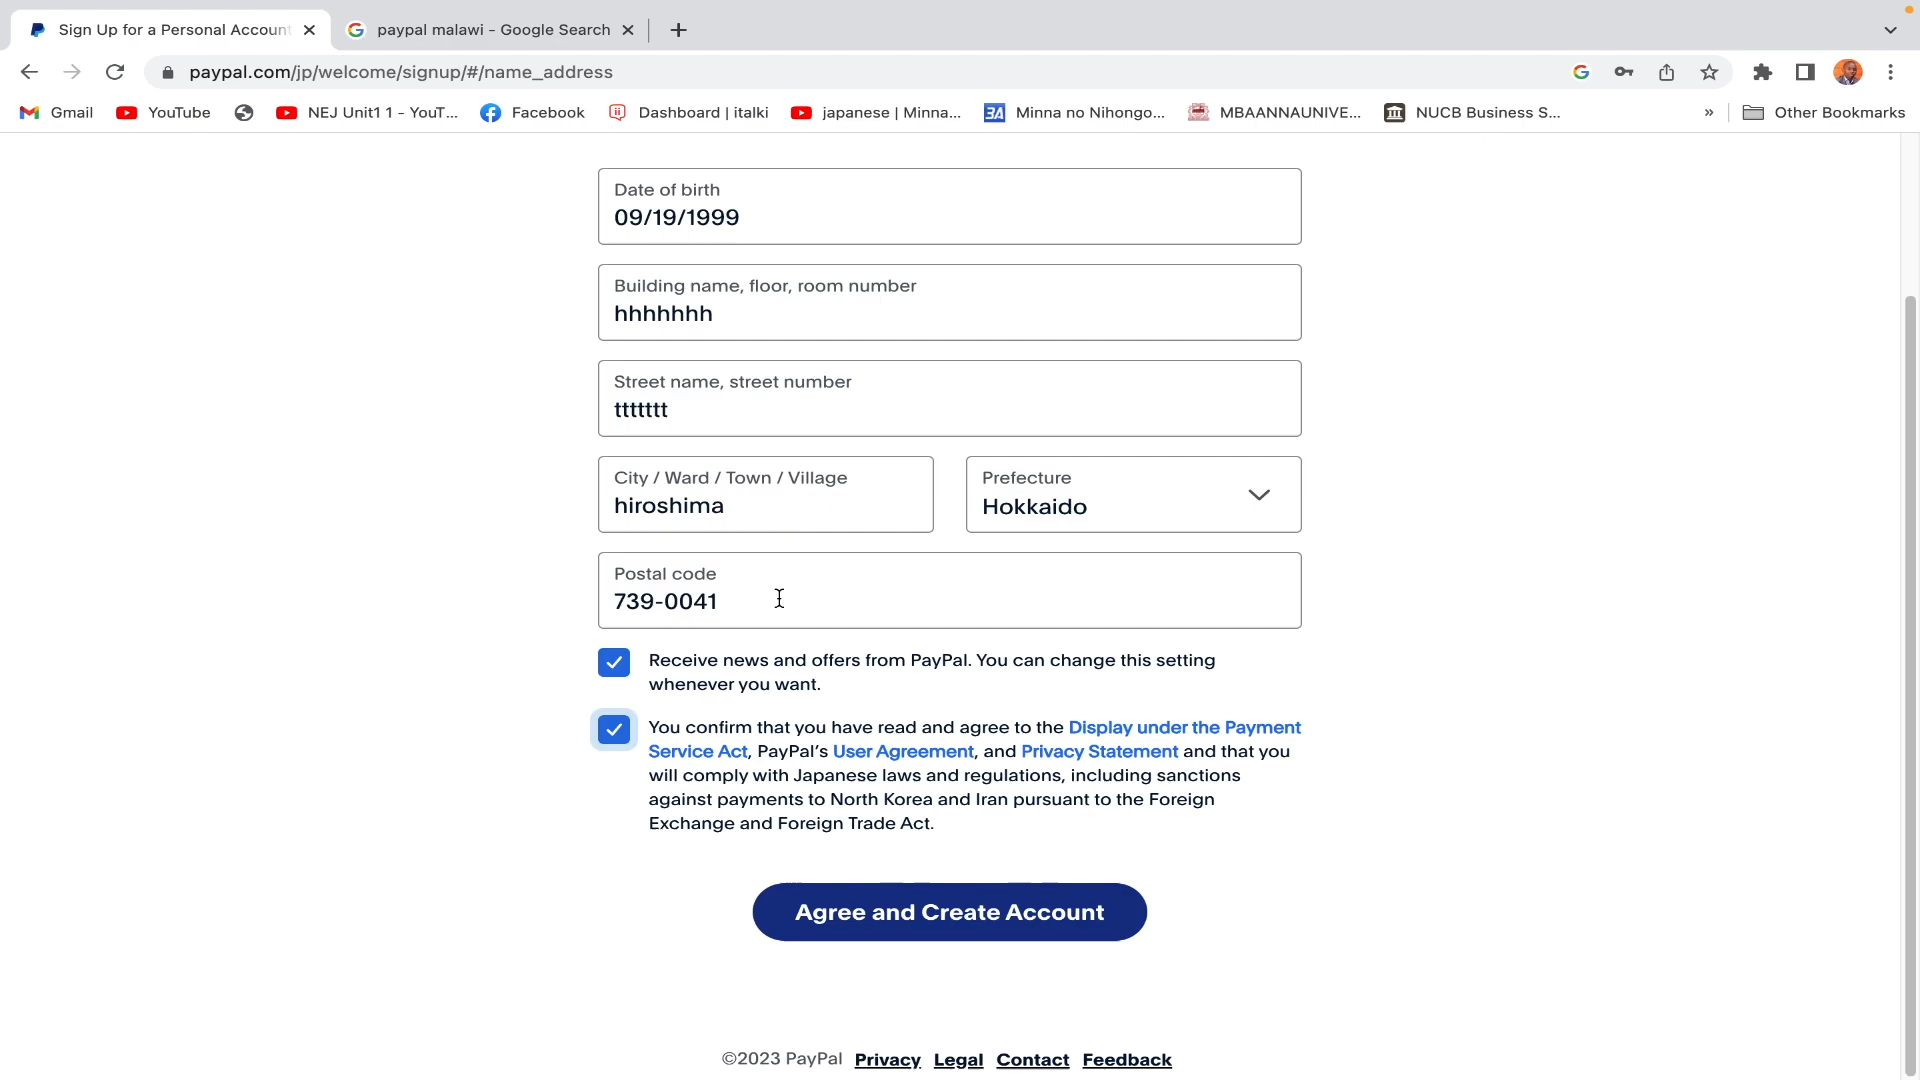 Sign Up for a Personal Account
paypal malawi - Google Search
paypal.com/jp/welcome/signup/#/name_address
Gmail
YouTube
NEJ Unit1 1 - YouT...
Facebook
Dashboard | italki
japanese | Minna...
Minna no Nihongo...
MBAANNAUNIVE...
NUCB Business S...
»
Other Bookmarks
Date of birth
09/19/1999
Building name, floor, room number
hhhhhhh
Street name, street number
ttttttt
City / Ward / Town / Village
hiroshima
Prefecture
Hokkaido
Postal code
739-0041
Receive news and offers from PayPal. You can change this setting
whenever you want.
You confirm that you have read and agree to the Display under the Payment
Service Act, PayPal's User Agreement, and Privacy Statement and that you
will comply with Japanese laws and regulations, including sanctions
against payments to North Korea and Iran pursuant to the Foreign
Exchange and Foreign Trade Act.
Agree and Create Account
©2023 PayPal Privacy Legal Contact Feedback